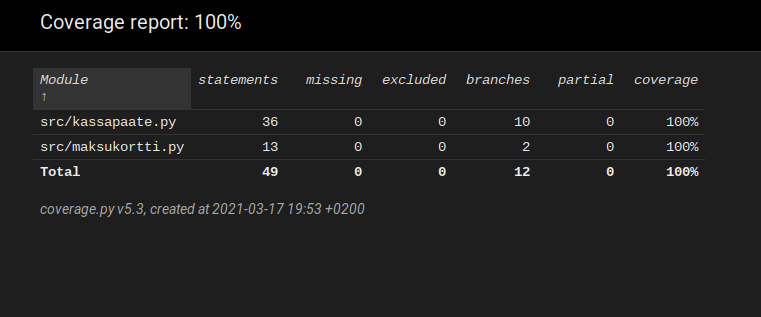 Coverage report: 100%
Module statements missing excluded branches partial coverage
↑
src/kassapaate.py 36 0 0 10 0 100%
src/maksukortti.py 13 0 0 2 0 100%
Total 49 0 0 12 0 100%
coverage.py v5.3, created at 2021-03-17 19:53 +0200